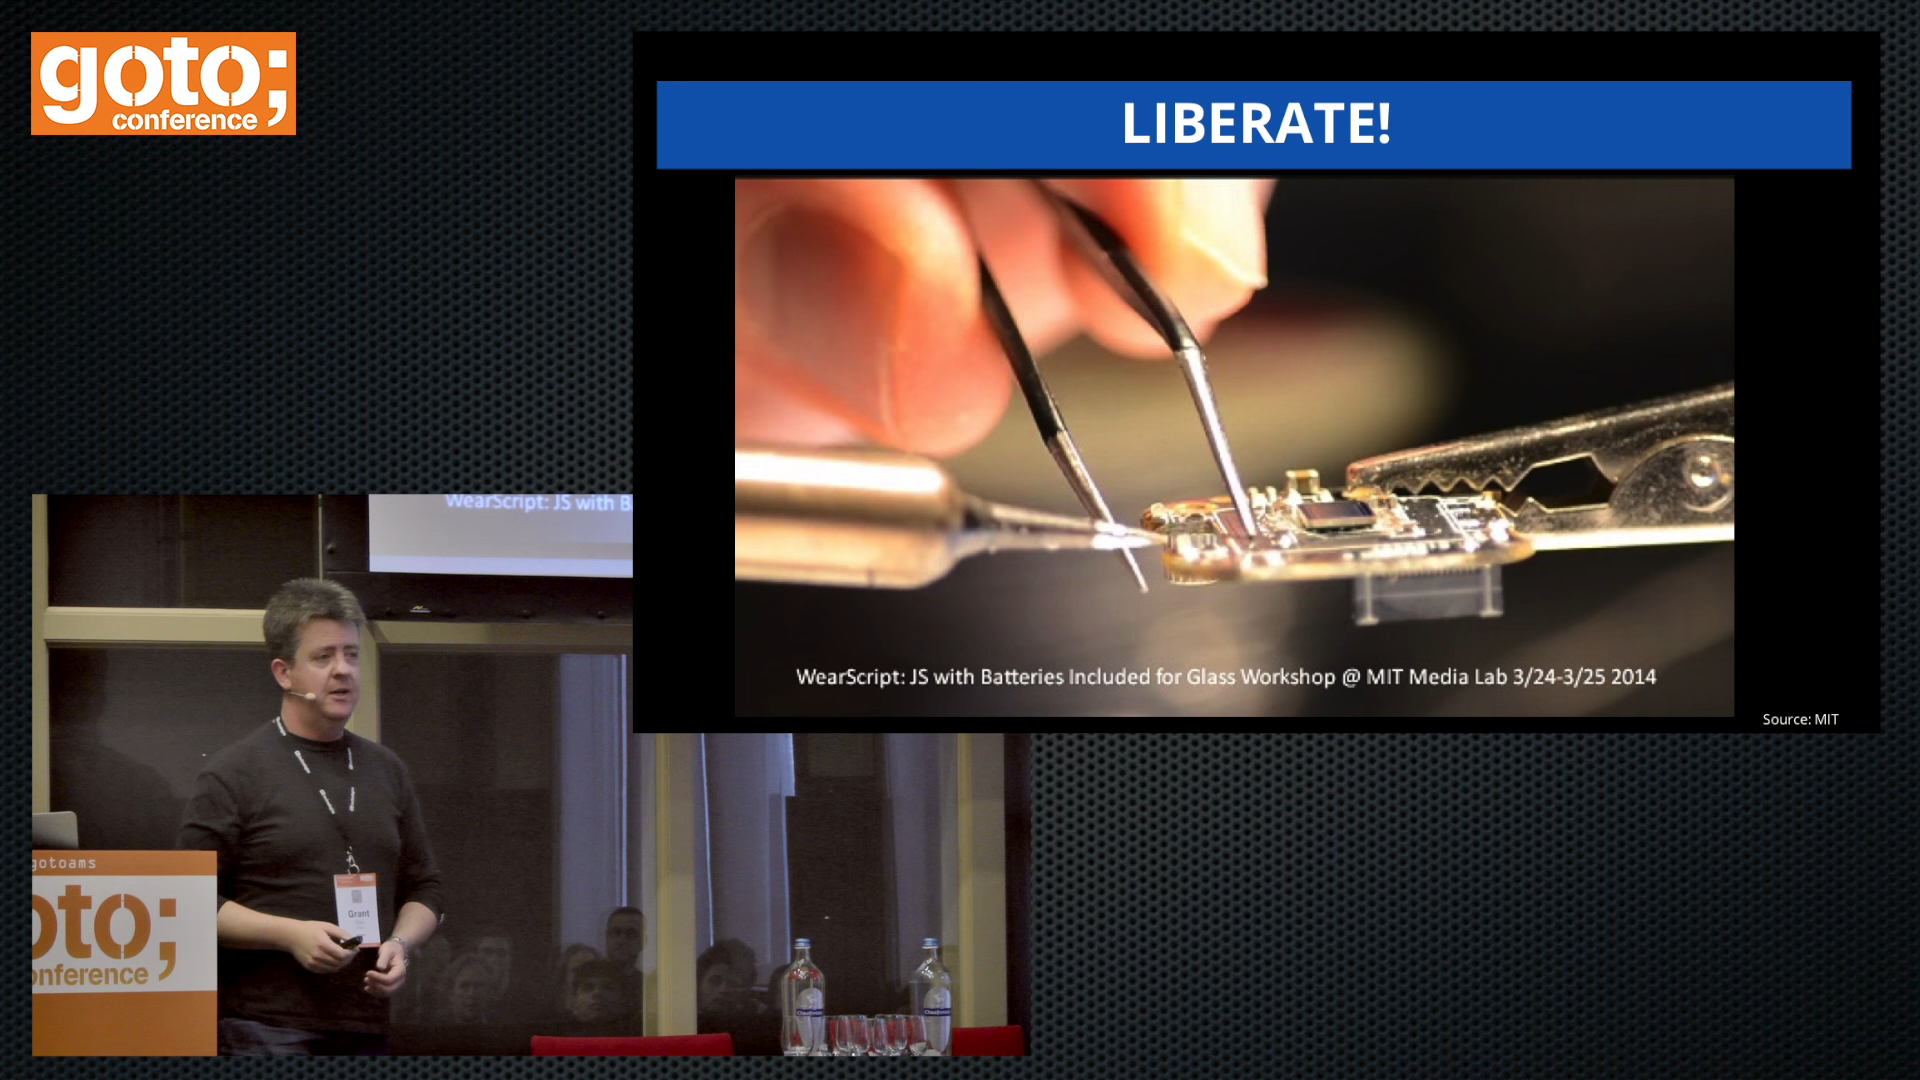 goto;
conference
LIBERATE!
WearScript: JS with Batteries Included for Glass Workshop @ MIT Media Lab 3/24-3/25 2014
Source: MIT
WearScript: JS with B
gotoams
oto;
onference
Grant